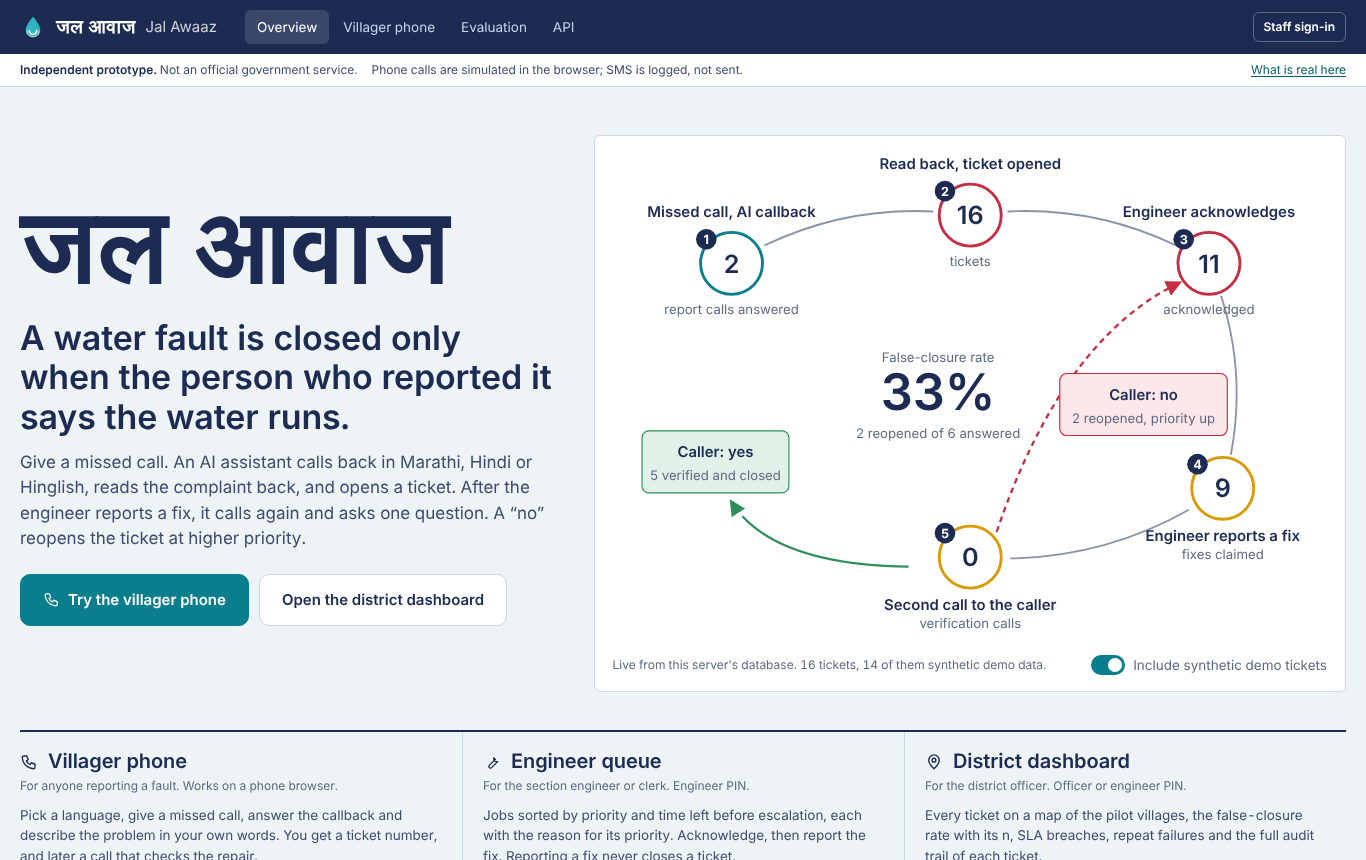 जल आवाज Jal Awaaz Overview Villager phone Evaluation API Staff sign-in
Independent prototype. Not an official government service. Phone calls are simulated in the browser; SMS is logged, not sent. What is real here
जल आवाज
A water fault is closed only
when the person who reported it
says the water runs.
Give a missed call. An AI assistant calls back in Marathi, Hindi or
Hinglish, reads the complaint back, and opens a ticket. After the
engineer reports a fix, it calls again and asks one question. A “no”
reopens the ticket at higher priority.
Try the villager phone Open the district dashboard
Missed call, AI callback
1
2
report calls answered
Read back, ticket opened
2
16
tickets
Engineer acknowledges
3
11
acknowledged
False-closure rate
33%
2 reopened of 6 answered
Caller: no
2 reopened, priority up
Caller: yes
5 verified and closed
4
9
Engineer reports a fix
fixes claimed
5
0
Second call to the caller
verification calls
Live from this server's database. 16 tickets, 14 of them synthetic demo data. Include synthetic demo tickets
Villager phone
For anyone reporting a fault. Works on a phone browser.
Pick a language, give a missed call, answer the callback and
describe the problem in your own words. You get a ticket number,
and later a call that checks the repair.
Engineer queue
For the section engineer or clerk. Engineer PIN.
Jobs sorted by priority and time left before escalation, each
with the reason for its priority. Acknowledge, then report the
fix. Reporting a fix never closes a ticket.
District dashboard
For the district officer. Officer or engineer PIN.
Every ticket on a map of the pilot villages, the false-closure
rate with its n, SLA breaches, repeat failures and the full audit
trail of each ticket.